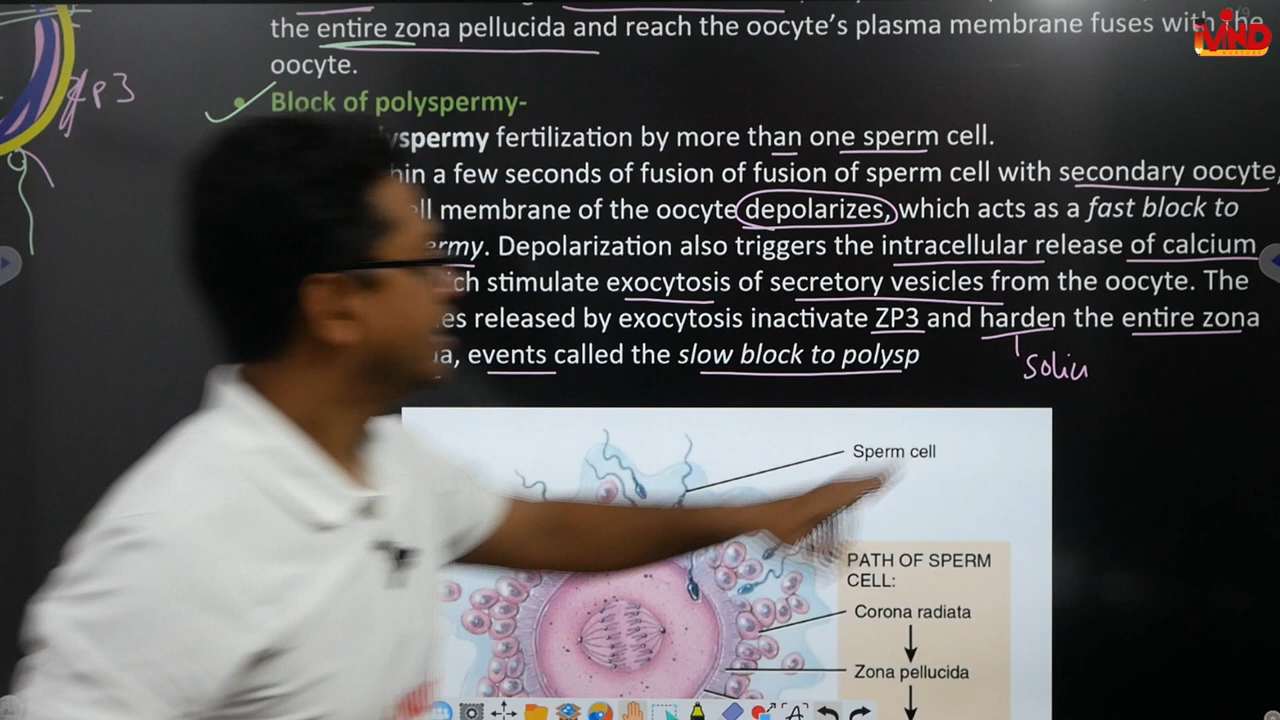 the entire zona pellucida and reach the oocyte's plasma membrane fuses with the
oocyte.
ZP3
Block of polyspermy-
yspermy fertilization by more than one sperm cell.
hin a few seconds of fusion of fusion of sperm cell with secondary oocyte,
ll membrane of the oocyte depolarizes, which acts as a fast block to
ermy. Depolarization also triggers the intracellular release of calcium
ch stimulate exocytosis of secretory vesicles from the oocyte. The
es released by exocytosis inactivate ZP3 and harden the entire zona
a, events called the slow block to polysp
MIND
Sperm cell
PATH OF SPERM
CELL:
Corona radiata
Zona pellucida